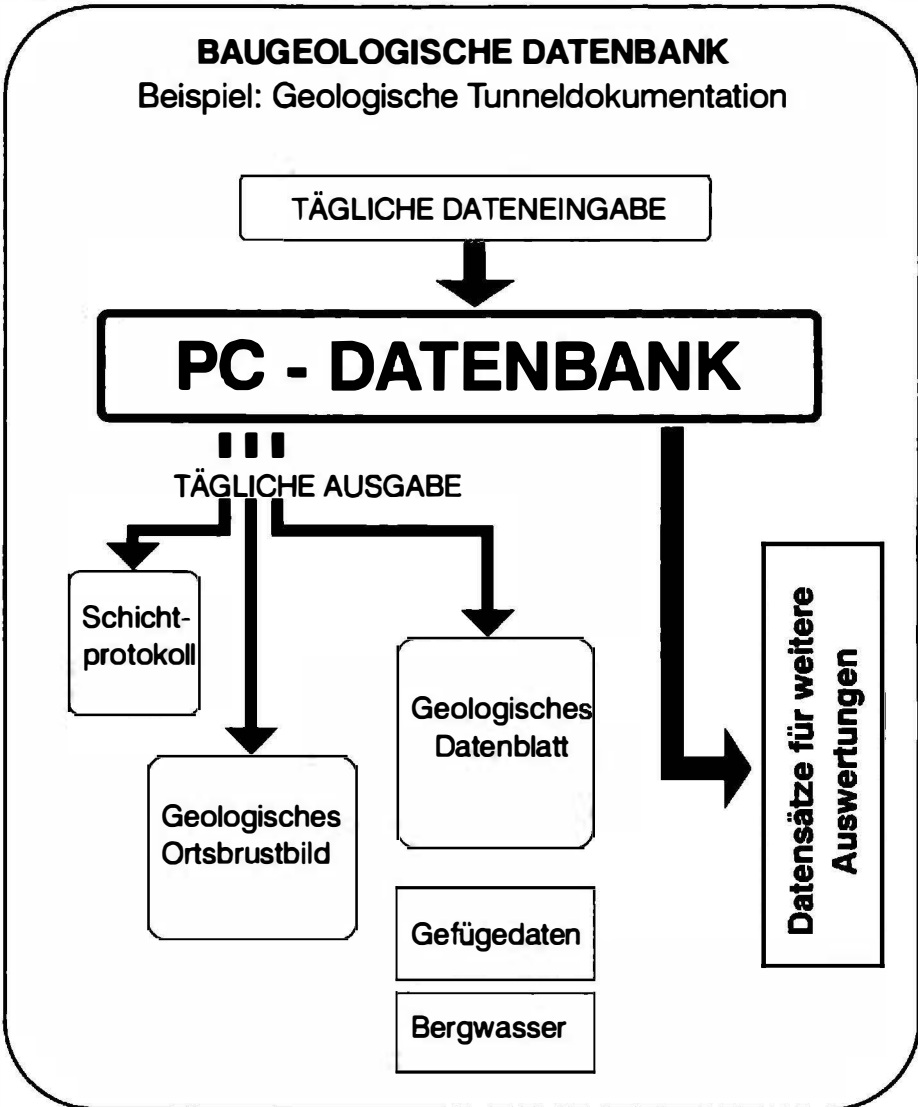 BAUGEOLOGISCHE DATENBANK
Beispiel: Geologische Tunneldokumentation
TÄGLICHE DATENEINGABE
PC - DATENBANK
TÄGLICHE AUSGABE
Schicht-
protokoll
Geologisches
Ortsbrustbild
Geologisches
Datenblatt
Gefügedaten
Bergwasser
Datensätze für weitere
Auswertungen